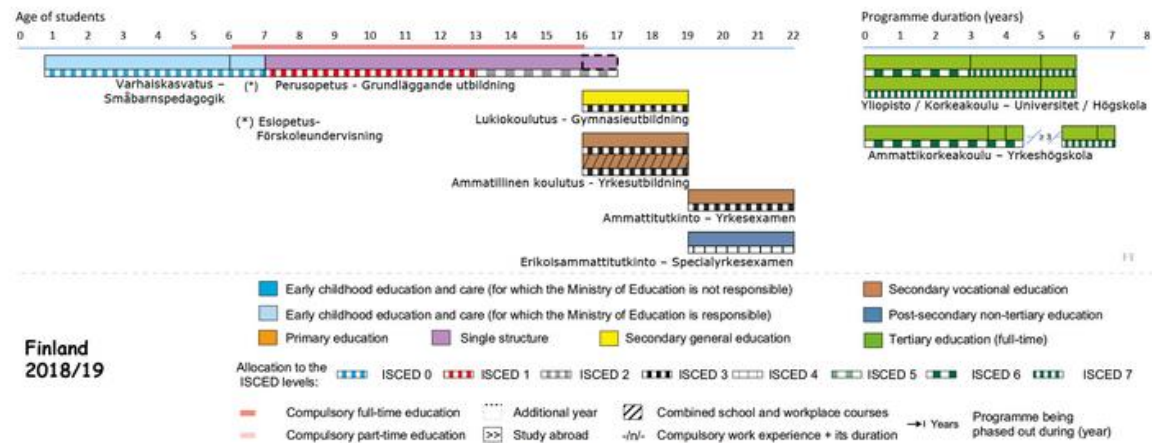 Age of students
Programme duration (years)
0 1 2 3 4 5 6 7 8 9 10 11 12 13 14 15 16 17 18 19 20 21 22
0 1 2 3 4 5 6 7 8
Varhaiskasvatus –
Småbarnspedagogik
(*)
Perusopetus - Grundläggande utbildning
(*) Esiopetus-
Förskoleundervisning
Lukiokoulutus - Gymnasieutbildning
Ammatillinen koulutus - Yrkesutbildning
Ammattitutkinto – Yrkesexamen
Erikoisammattitutkinto – Specialyrkesexamen
Yliopisto / Korkeakoulu – Universitet / Högskola
Ammattikorkeakoulu – Yrkeshögskola
FI
Finland
2018/19
Early childhood education and care (for which the Ministry of Education is not responsible)
Early childhood education and care (for which the Ministry of Education is responsible)
Primary education
Single structure
Secondary general education
Secondary vocational education
Post-secondary non-tertiary education
Tertiary education (full-time)
Allocation to the
ISCED levels:
ISCED 0
ISCED 1
ISCED 2
ISCED 3
ISCED 4
ISCED 5
ISCED 6
ISCED 7
Compulsory full-time education
Additional year
Combined school and workplace courses
Years
Programme being
phased out during (year)
Compulsory part-time education
>> Study abroad
-/n/- Compulsory work experience + its duration